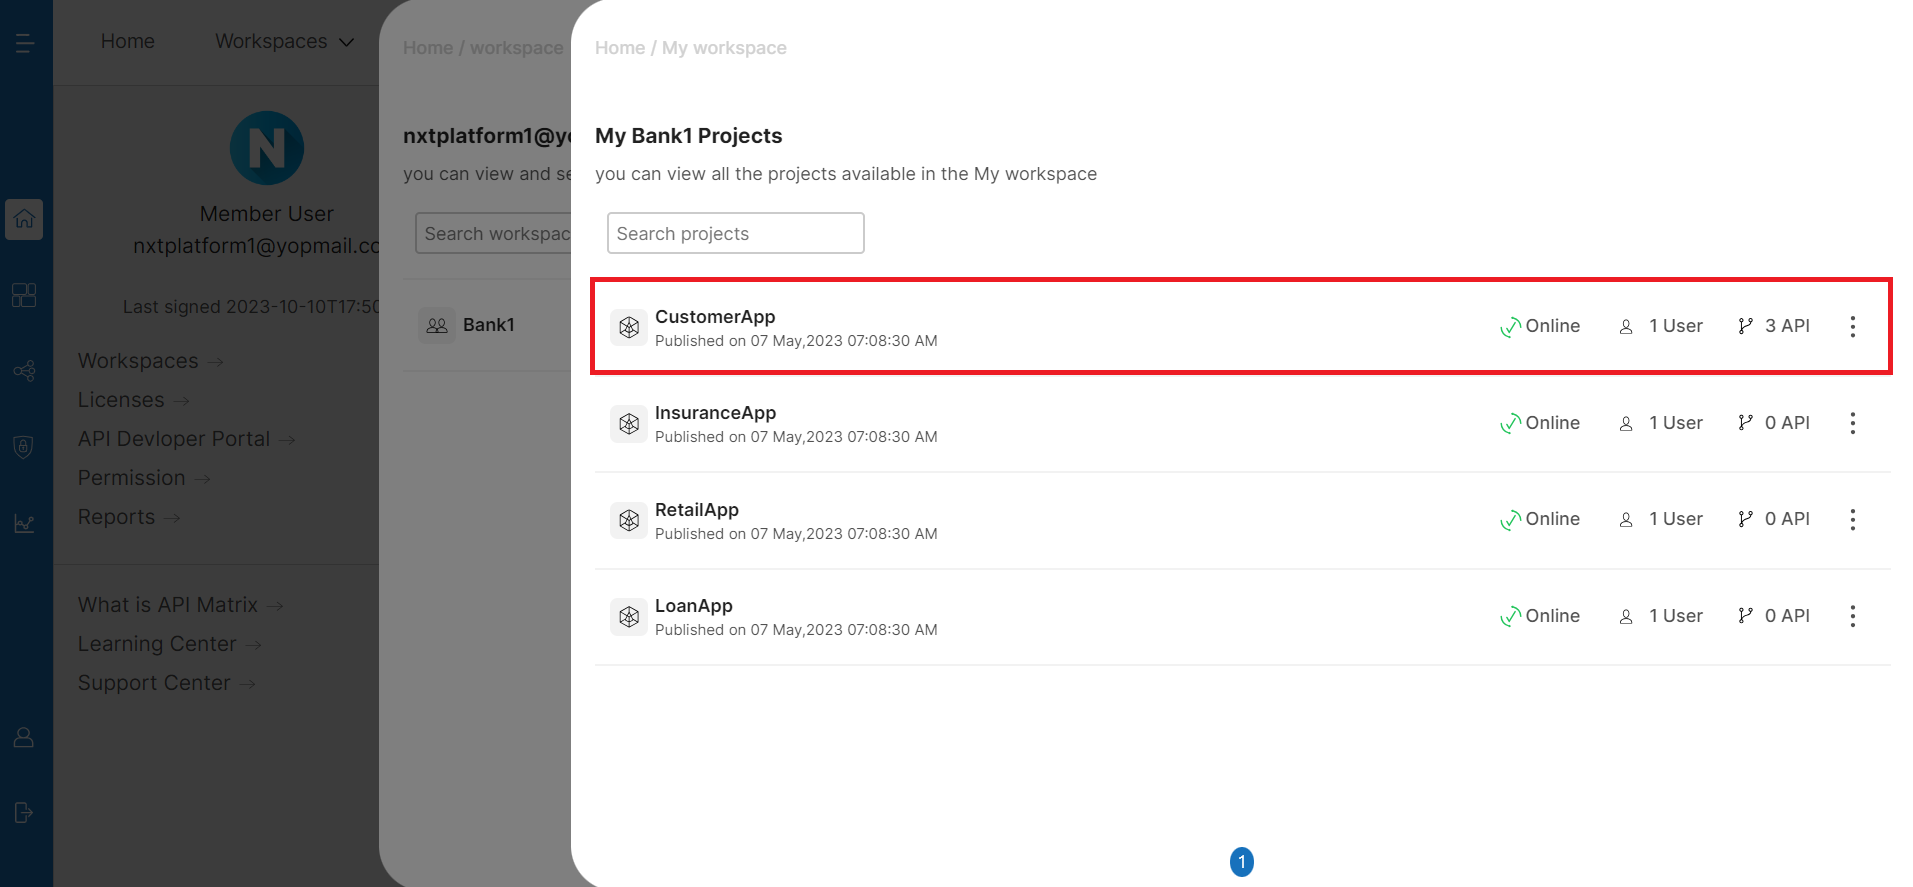 Home
Workspaces
N
Member User
nxtplatform1@yopmail.co
Last signed 2023-10-10T17:50
Workspaces →
Licenses →
API Devloper Portal →
Permission →
Reports →
What is API Matrix →
Learning Center →
Support Center →
Home / workspace
nxtplatform1@yo
you can view and se
Search workspac
Bank1
Home / My workspace
My Bank1 Projects
you can view all the projects available in the My workspace
Search projects
CustomerApp
Published on 07 May,2023 07:08:30 AM
Online 1 User 3 API
InsuranceApp
Published on 07 May,2023 07:08:30 AM
Online 1 User 0 API
RetailApp
Published on 07 May,2023 07:08:30 AM
Online 1 User 0 API
LoanApp
Published on 07 May,2023 07:08:30 AM
Online 1 User 0 API
1